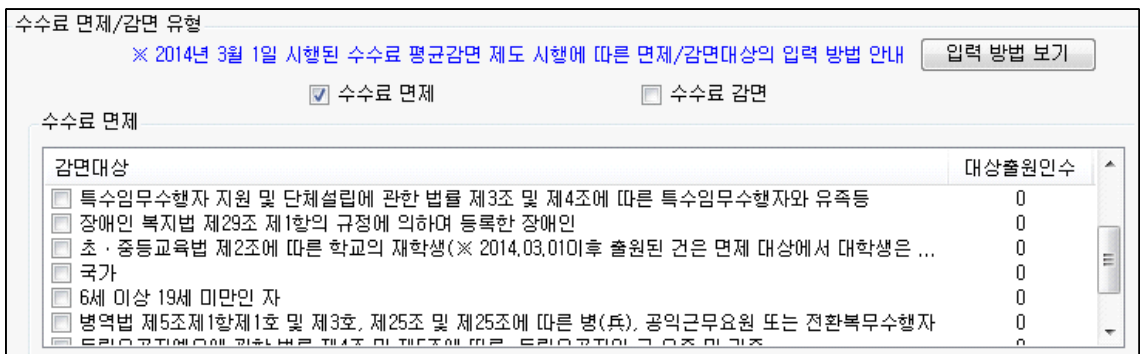 수수료 면제/감면 유형
※ 2014년 3월 1일 시행된 수수료 평균감면 제도 시행에 따른 면제/감면대상의 입력 방법 안내 입력 방법 보기
수수료 면제 수수료 감면
수수료 면제
감면대상 대상출원인수
특수임무수행자 지원 및 단체설립에 관한 법률 제3조 및 제4조에 따른 특수임무수행자와 유족등 0
장애인 복지법 제29조 제1항의 규정에 의하며 등록한 장애인 0
초·중등교육법 제2조에 따른 학교의 재학생(※ 2014.03.01이후 출원된 건은 면제 대상에서 대학생은 ... 0
국가 0
6세 이상 19세 미만인 자 0
병역법 제5조제1항제1호 및 제3호, 제25조 및 제25조에 따른 병(兵), 공익근무요원 또는 전환복무수행자 0